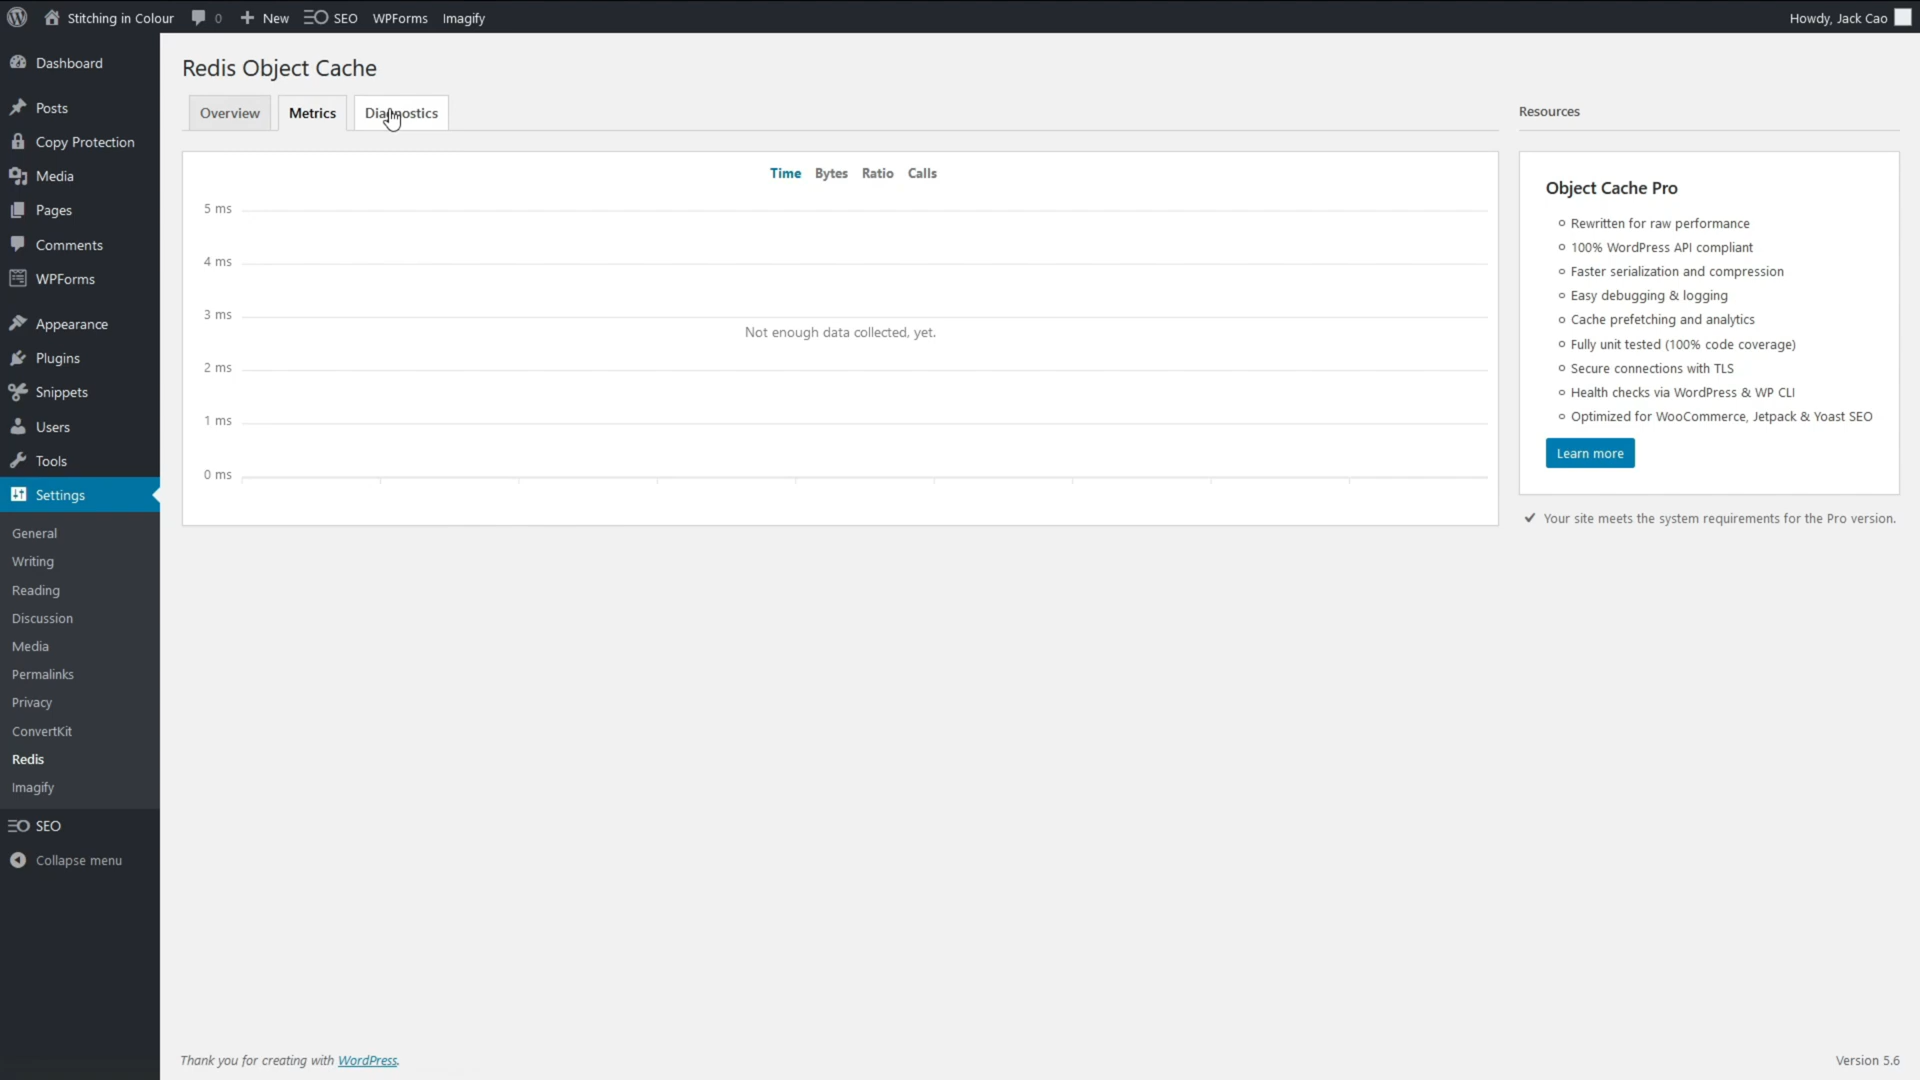 Stitching in Colour 0 New SEO WPForms Imagify Howdy, Jack Cao
Dashboard
Posts
Copy Protection
Media
Pages
Comments
WPForms
Appearance
Plugins
Snippets
Users
Tools
Settings
General
Writing
Reading
Discussion
Media
Permalinks
Privacy
ConvertKit
Redis
Imagify
SEO
Collapse menu
Redis Object Cache
Overview Metrics Diagnostics
Time Bytes Ratio Calls
5 ms
4 ms
3 ms
Not enough data collected, yet.
2 ms
1 ms
0 ms
Resources
Object Cache Pro
Rewritten for raw performance
100% WordPress API compliant
Faster serialization and compression
Easy debugging & logging
Cache prefetching and analytics
Fully unit tested (100% code coverage)
Secure connections with TLS
Health checks via WordPress & WP CLI
Optimized for WooCommerce, Jetpack & Yoast SEO
Learn more
Your site meets the system requirements for the Pro version.
Thank you for creating with WordPress.
Version 5.6